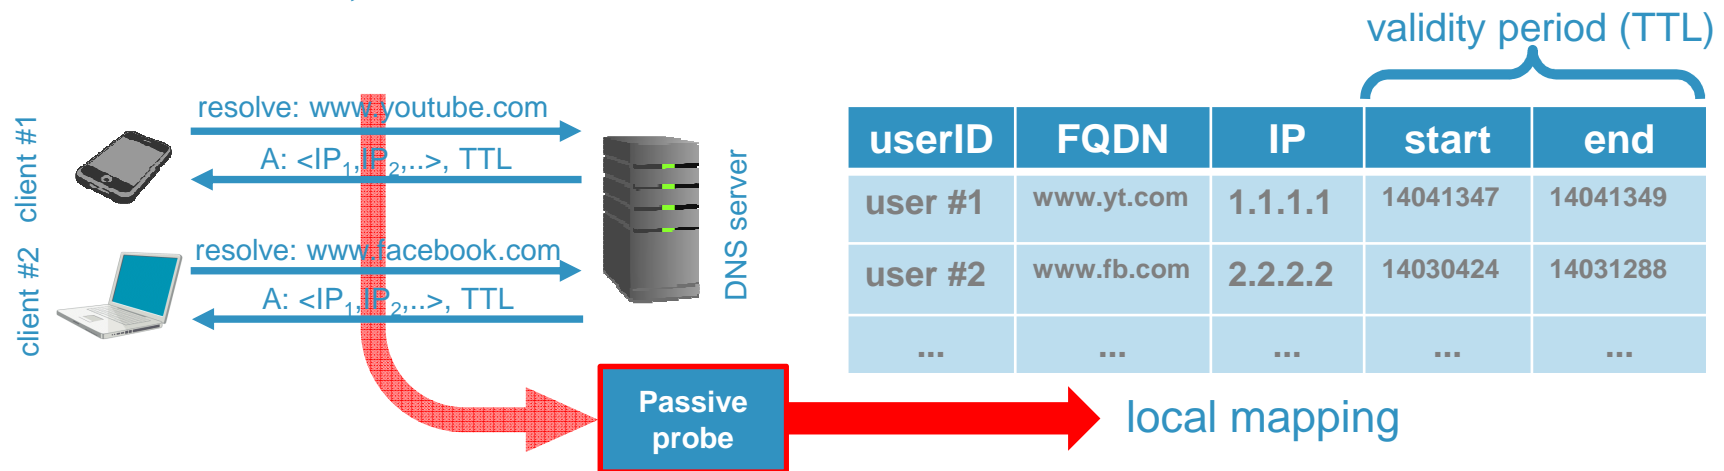 validity period (TTL)
client #1
resolve: www.youtube.com
A: <IP1,IP2,..>, TTL
client #2
resolve: www.facebook.com
A: <IP1,IP2,..>, TTL
DNS server
userID FQDN IP start end
user #1 www.yt.com 1.1.1.1 14041347 14041349
user #2 www.fb.com 2.2.2.2 14030424 14031288
... ... ... ... ...
Passive
probe
local mapping